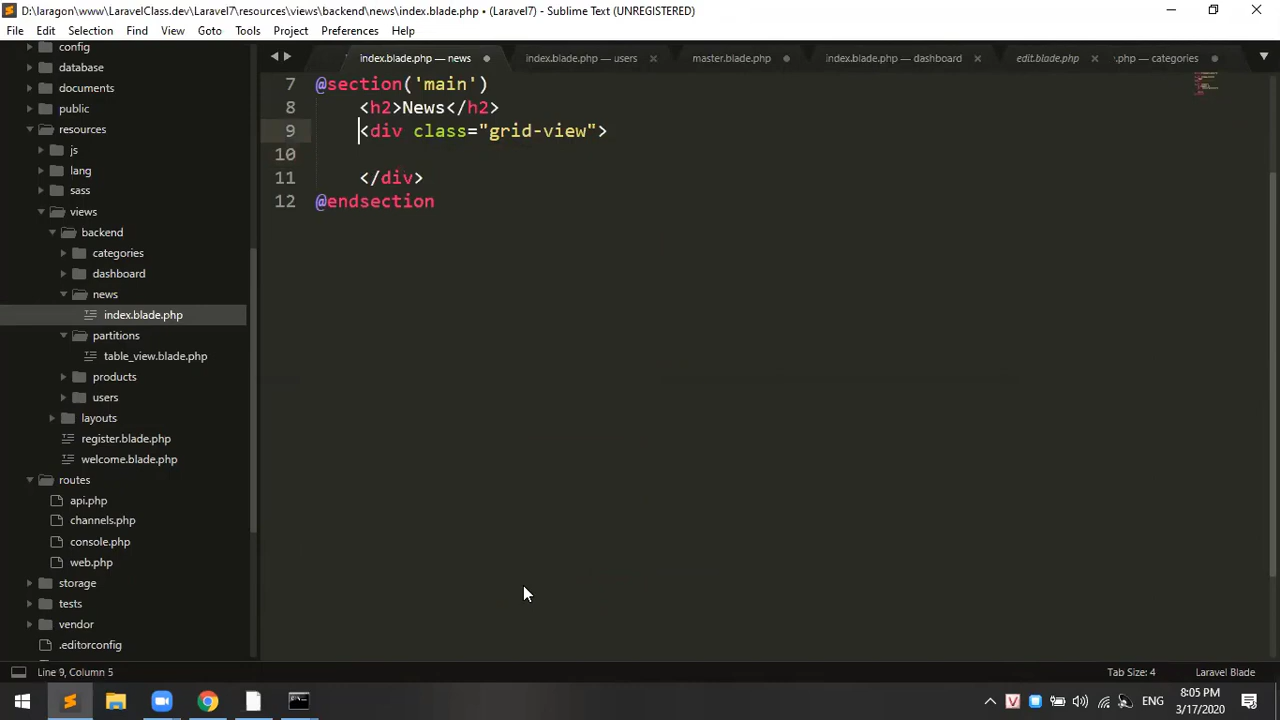 D:\laragon\www\LaravelClass.dev\Laravel7\resources\views\backend\news\index.blade.php • (Laravel7) - Sublime Text (UNREGISTERED)
File Edit Selection Find View Goto Tools Project Preferences Help
index.blade.php — news index.blade.php — users master.blade.php index.blade.php — dashboard edit.blade.php .php — categories
config
database
documents
public
resources
js
lang
sass
views
backend
categories
dashboard
news
index.blade.php
partitions
table_view.blade.php
products
users
layouts
register.blade.php
welcome.blade.php
routes
api.php
channels.php
console.php
web.php
storage
tests
vendor
.editorconfig
7 @section('main')
8 <h2>News</h2>
9 <div class="grid-view">
10
11 </div>
12 @endsection
Line 9, Column 5 Tab Size: 4 Laravel Blade
V ENG 8:05 PM
3/17/2020